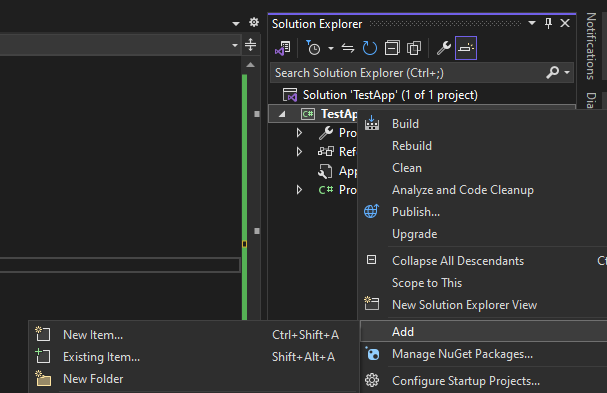 Solution Explorer
Search Solution Explorer (Ctrl+;)
Solution 'TestApp' (1 of 1 project)
C# TestAp
Pro
Ref
App
C# Pro
Build
Rebuild
Clean
Analyze and Code Cleanup
Publish...
Upgrade
Collapse All Descendants Ct
Scope to This
New Solution Explorer View
Add
Manage NuGet Packages...
Configure Startup Projects...
New Item... Ctrl+Shift+A
Existing Item... Shift+Alt+A
New Folder
Notifications
Dia